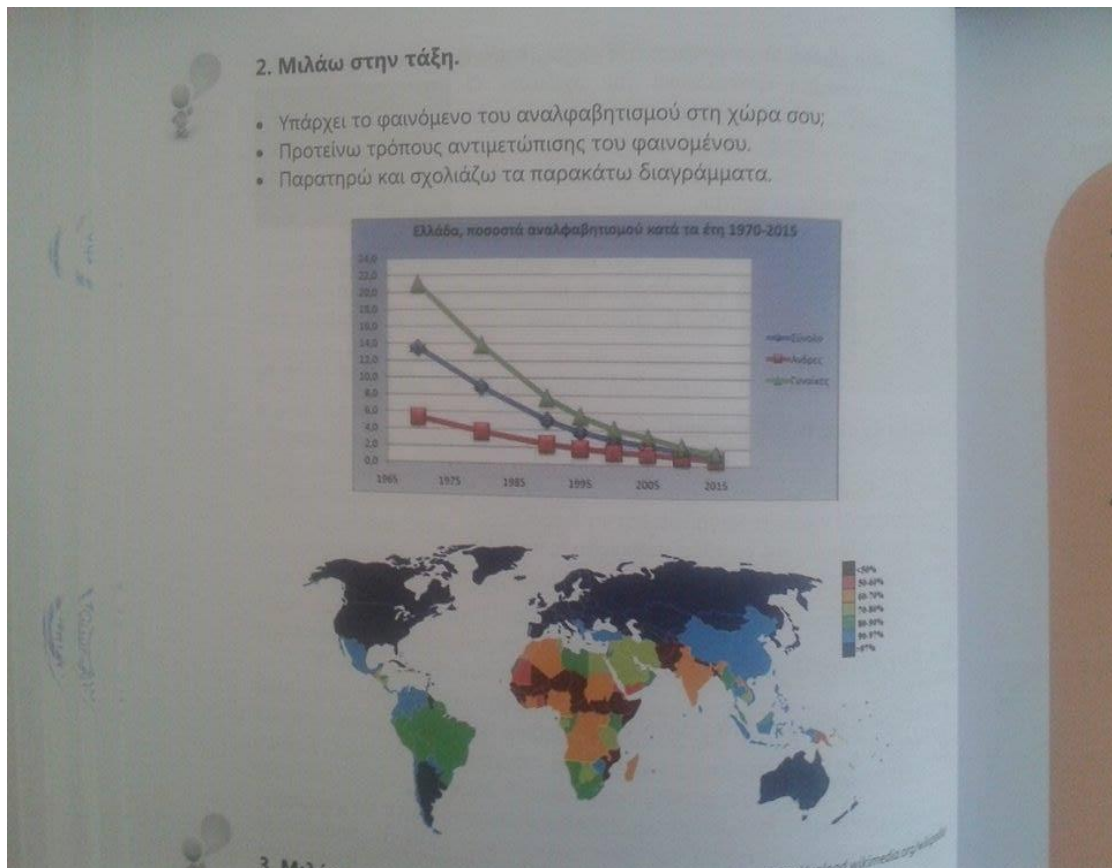 2. Μιλάω στην τάξη.
• Υπάρχει το φαινόμενο του αναλφαβητισμού στη χώρα σου;
• Προτείνω τρόπους αντιμετώπισης του φαινομένου.
• Παρατηρώ και σχολιάζω τα παρακάτω διαγράμματα.
Ελλάδα, ποσοστά αναλφαβητισμού κατά τα έτη 1970-2015
24,0
22,0
20,0
18,0
16,0
14,0
12,0
10,0
8,0
6,0
4,0
2,0
0,0
Σύνολο
Άνδρες
Γυναίκες
1965 1975 1985 1995 2005 2015
<50%
50-60%
60-70%
70-80%
80-90%
90-97%
>97%
3.